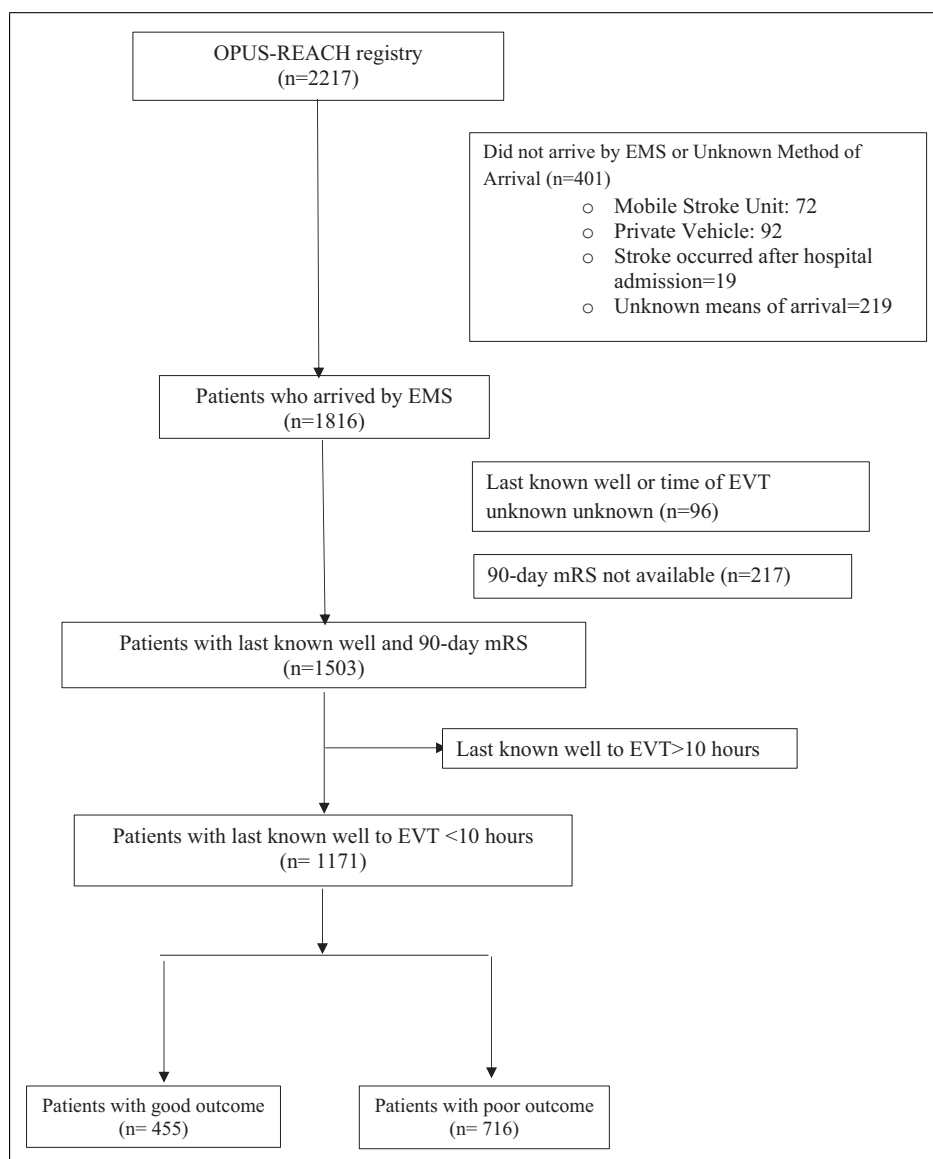 OPUS-REACH registry
(n=2217)
Did not arrive by EMS or Unknown Method of
Arrival (n=401)
o Mobile Stroke Unit: 72
o Private Vehicle: 92
o Stroke occurred after hospital
admission=19
o Unknown means of arrival=219
Patients who arrived by EMS
(n=1816)
Last known well or time of EVT
unknown unknown (n=96)
90-day mRS not available (n=217)
Patients with last known well and 90-day mRS
(n=1503)
Last known well to EVT>10 hours
Patients with last known well to EVT <10 hours
(n= 1171)
Patients with good outcome
(n= 455)
Patients with poor outcome
(n= 716)